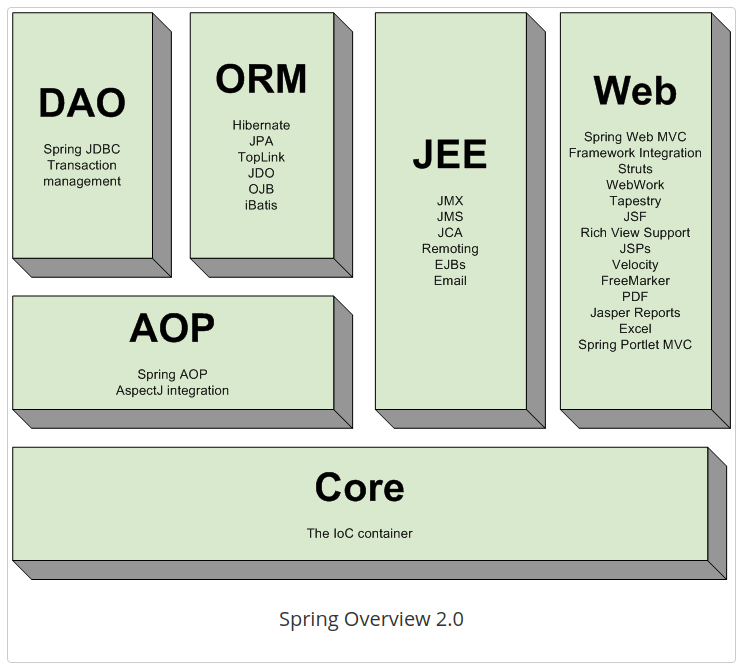 DAO
Spring JDBC
Transaction
management
ORM
Hibernate
JPA
TopLink
JDO
OJB
iBatis
JEE
JMX
JMS
JCA
Remoting
EJBs
Email
Web
Spring Web MVC
Framework Integration
Struts
WebWork
Tapestry
JSF
Rich View Support
JSPs
Velocity
FreeMarker
PDF
Jasper Reports
Excel
Spring Portlet MVC
AOP
Spring AOP
AspectJ integration
Core
The IoC container
Spring Overview 2.0